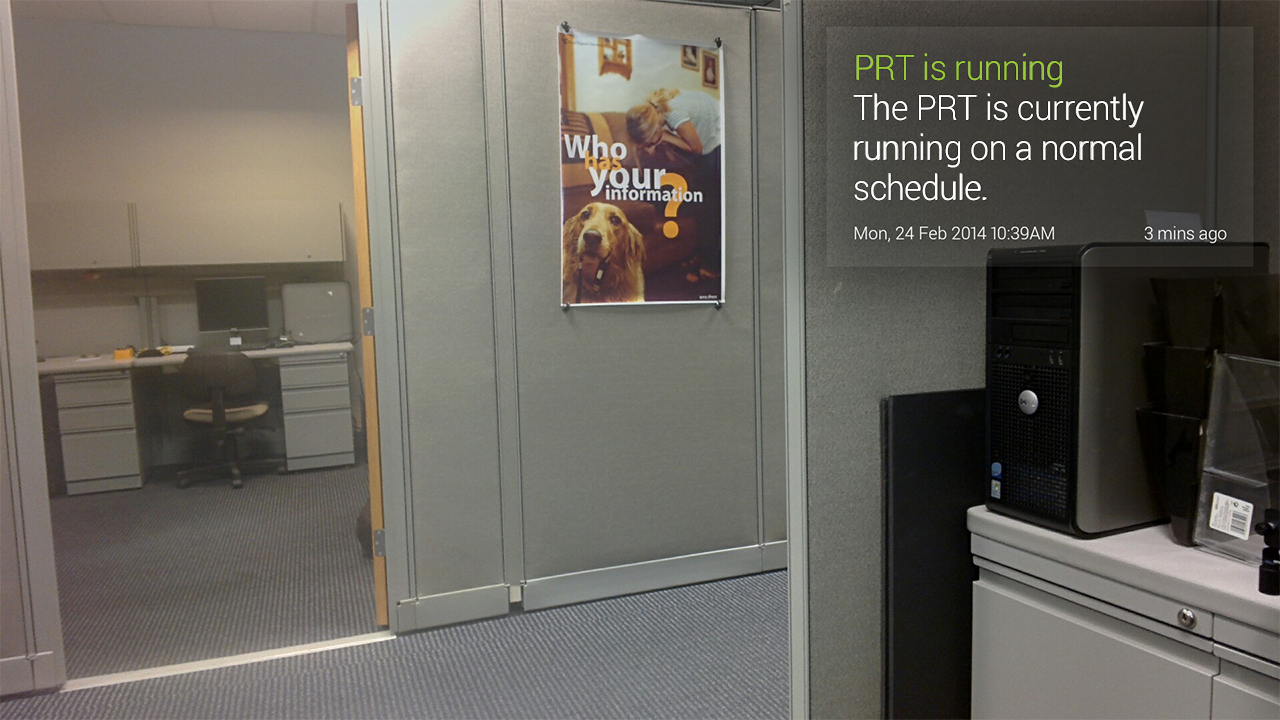 PRT is running
The PRT is currently
running on a normal
schedule.
Mon, 24 Feb 2014 10:39AM
3 mins ago
Who
has
your
information
?